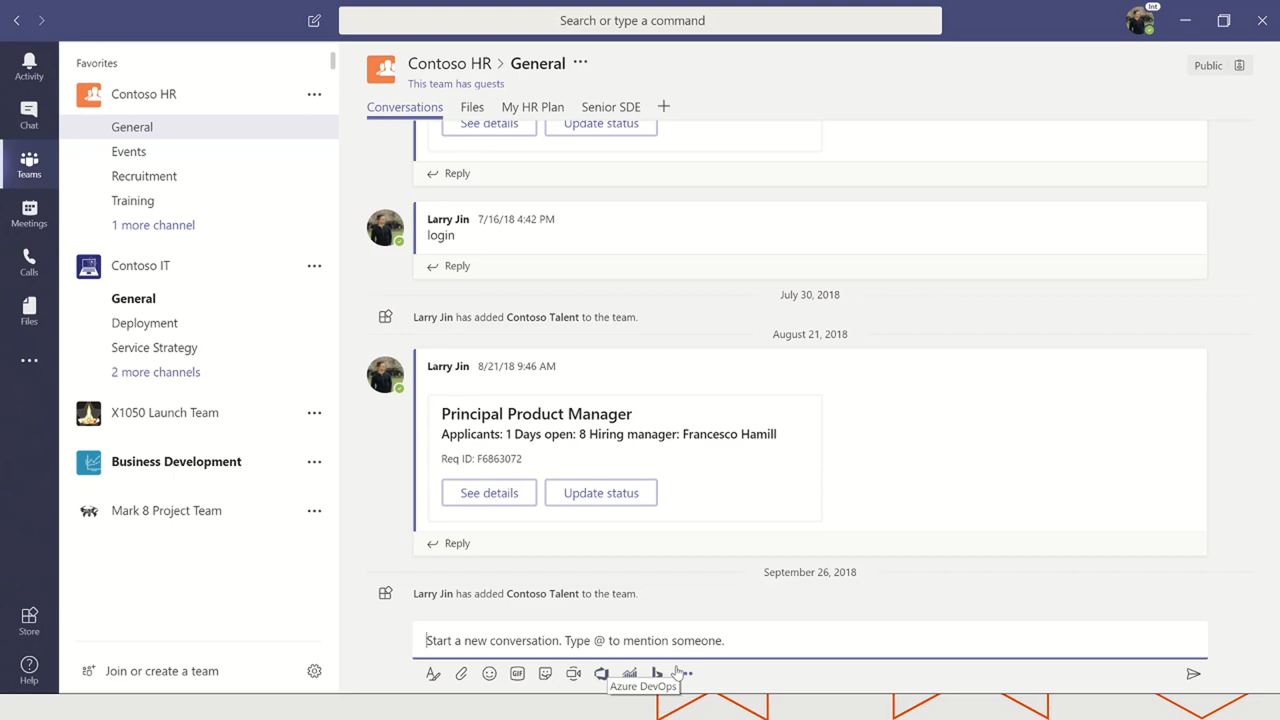 Search or type a command
Int
Activity
Chat
Teams
Meetings
Calls
Files
Store
Help
Favorites
Contoso HR
General
Events
Recruitment
Training
1 more channel
Contoso IT
General
Deployment
Service Strategy
2 more channels
X1050 Launch Team
Business Development
Mark 8 Project Team
Join or create a team
Contoso HR > General
This team has guests
Public
Conversations Files My HR Plan Senior SDE
See details Update status
Reply
Larry Jin 7/16/18 4:42 PM
login
Reply
July 30, 2018
Larry Jin has added Contoso Talent to the team.
August 21, 2018
Larry Jin 8/21/18 9:46 AM
Principal Product Manager
Applicants: 1 Days open: 8 Hiring manager: Francesco Hamill
Req ID: F6863072
See details Update status
Reply
September 26, 2018
Larry Jin has added Contoso Talent to the team.
Start a new conversation. Type @ to mention someone.
GIF
Azure DevOps